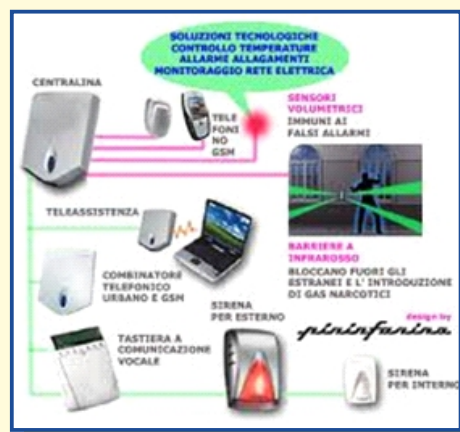 SOLUZIONI TECNOLOGICHE
CONTROLLO TEMPERATURE
ALLARME ALLAGAMENTI
MONITORAGGIO RETE ELETTRICA
CENTRALINA
TELE
FONI
NO
GSM
SENSORI
VOLUMETRICI
IMMUNI AI
FALSI ALLARMI
TELEASSISTENZA
BARRIERE A
INFRAROSSO
BLOCCANO FUORI GLI
ESTRANEI E L' INTRODUZIONE
DI GAS NARCOTICI
COMBINATORE
TELEFONICO
URBANO E GSM
SIRENA
PER ESTERNO
design by
pininfarina
TASTIERA A
COMUNICAZIONE
VOCALE
SIRENA
PER INTERNO